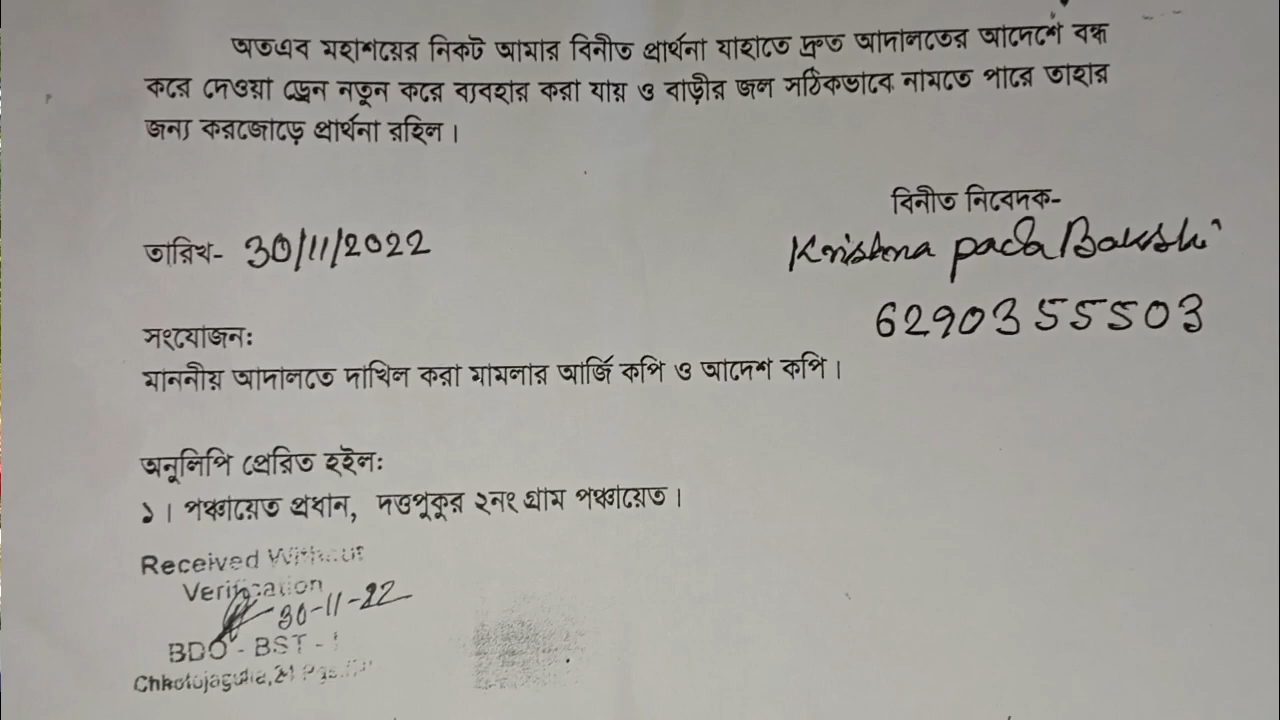 অতএব মহাশয়ের নিকট আমার বিনীত প্রার্থনা যাহাতে দ্রুত আদালতের আদেশে বন্ধ
করে দেওয়া ড্রেন নতুন করে ব্যবহার করা যায় ও বাড়ীর জল সঠিকভাবে নামতে পারে তাহার
জন্য করজোড়ে প্রার্থনা রহিল।
বিনীত নিবেদক-
তারিখ- 30/11/2022
Krishna pada Bakshi
6290355503
সংযোজন:
মাননীয় আদালতে দাখিল করা মামলার আর্জি কপি ও আদেশ কপি।
অনুলিপি প্রেরিত হইল:
১। পঞ্চায়েত প্রধান, দত্তপুকুর ২নং গ্রাম পঞ্চায়েত।
Received Without
Verification
30-11-22
BDO - BST - I
Chhotojagulia, 24 Pgs.